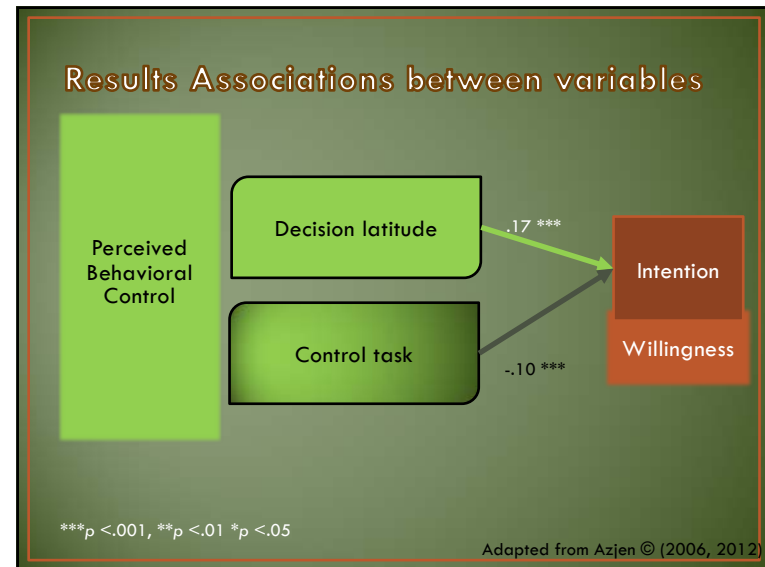 Results Associations between variables
Perceived
Behavioral
Control
Decision latitude
.17 ***
Intention
Control task
-.10 ***
Willingness
***p <.001, **p <.01 *p <.05
Adapted from Azjen © (2006, 2012)